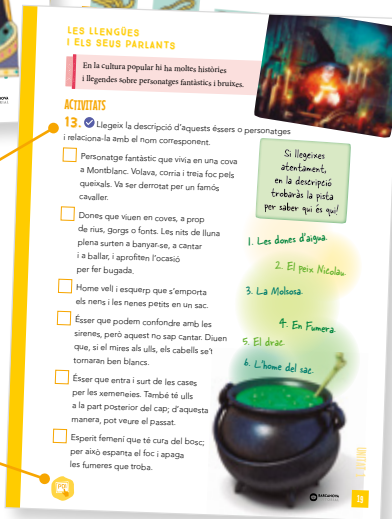 LES LLENGÜES
I ELS SEUS PARLANTS
En la cultura popular hi ha moltes històries
i llegendes sobre personatges fantàstics i bruixes.
ACTIVITATS
13. Llegeix la descripció d'aquests éssers o personatges
i relaciona-la amb el nom corresponent.
Personatge fantàstic que vivia en una cova
a Montblanc. Volava, corria i treia foc pels
queixals. Va ser derrotat per un famós
cavaller.
Dones que viuen en coves, a prop
de rius, gorgs o fonts. Les nits de lluna
plena surten a banyar-se, a cantar
i a ballar, i aprofiten l'ocasió
per fer bugada.
Home vell i esquerp que s'emporta
els nens i les nenes petits en un sac.
Ésser que podem confondre amb les
sirenes, però aquest no sap cantar. Diuen
que, si el mires als ulls, els cabells se't
tornaran ben blancs.
Ésser que entra i surt de les cases
per les xemeneies. També té ulls
a la part posterior del cap; d'aquesta
manera, pot veure el passat.
Esperit femení que té cura del bosc;
per això espanta el foc i apaga
les fumeres que troba.
Si llegeixes
atentament,
en la descripció
trobaràs la pista
per saber qui és qui!
1. Les dones d'aigua
2. El peix Nicolau
3. La Molsosa
4. En Fumera
5. El drac
6. L'home del sac
BARCANOVA